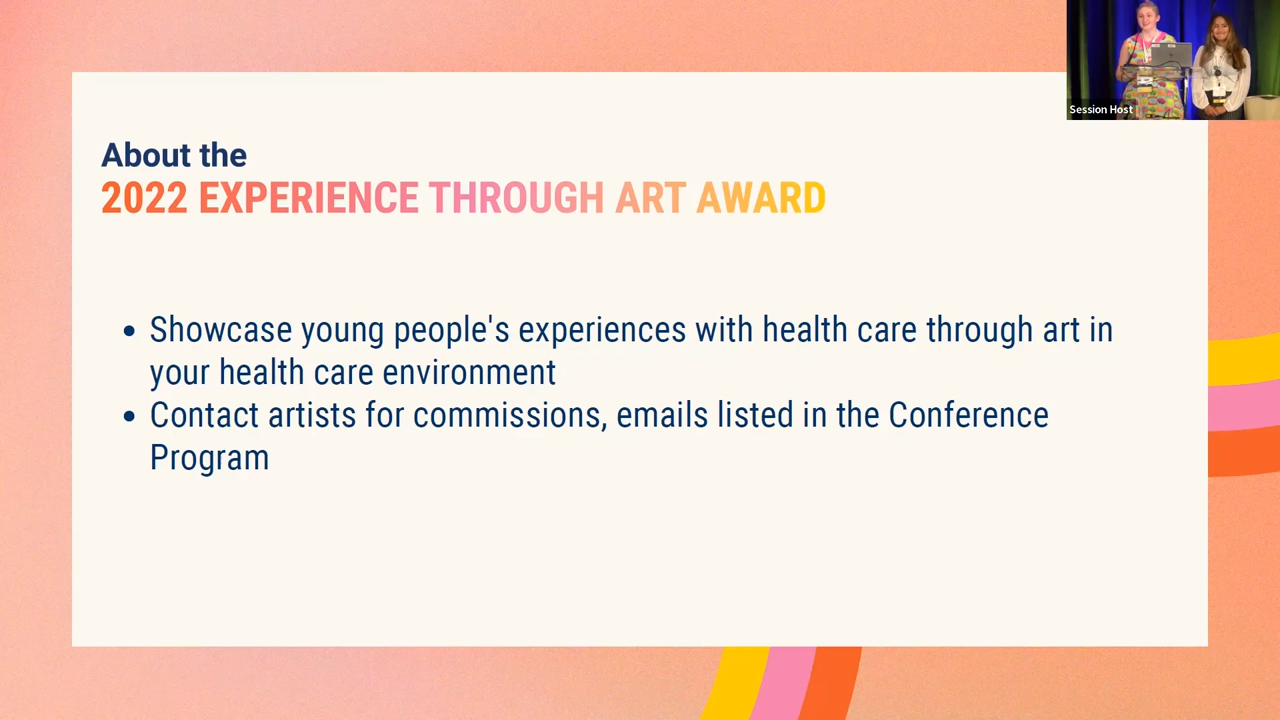 Session Host
About the
2022 EXPERIENCE THROUGH ART AWARD
• Showcase young people's experiences with health care through art in
your health care environment
• Contact artists for commissions, emails listed in the Conference
Program